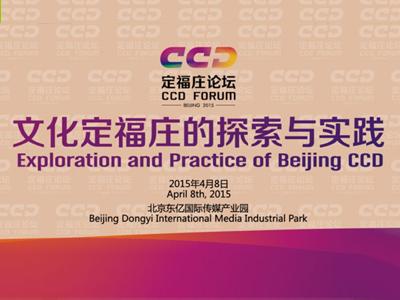 CCD
定福庄论坛
CCD FORUM
BEIJING 2015
文化定福庄的探索与实践
Exploration and Practice of Beijing CCD
2015年4月8日
April 8th, 2015
北京东亿国际传媒产业园
Beijing Dongyi International Media Industrial Park